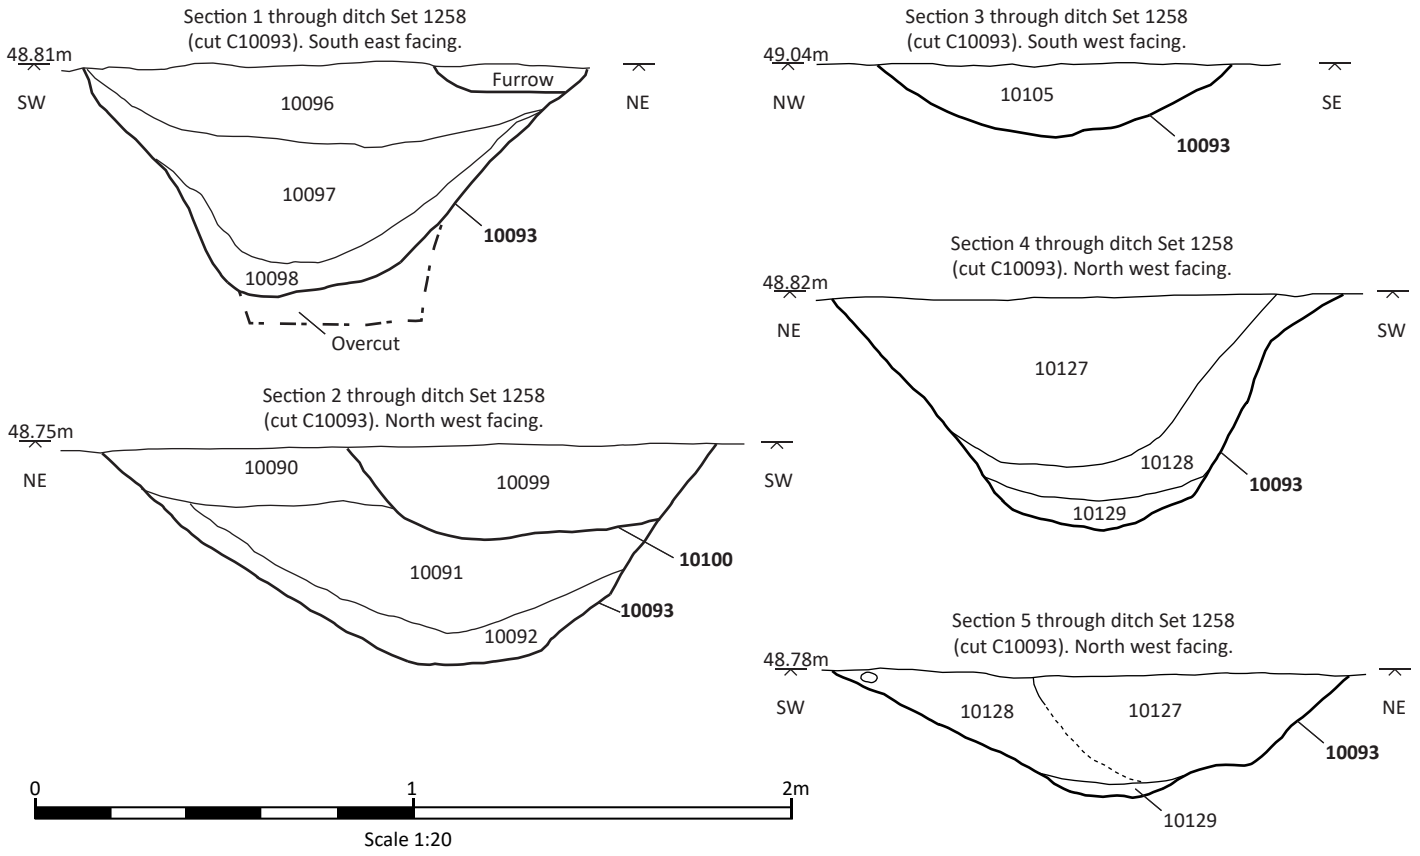 Section 1 through ditch Set 1258
(cut C10093). South east facing.
48.81m
SW
NE
Furrow
10096
10097
10093
10098
Overcut
Section 2 through ditch Set 1258
(cut C10093). North west facing.
48.75m
NE
SW
10090
10099
10091
10100
10093
10092
Section 3 through ditch Set 1258
(cut C10093). South west facing.
49.04m
NW
SE
10105
10093
Section 4 through ditch Set 1258
(cut C10093). North west facing.
48.82m
NE
SW
10127
10128
10093
10129
Section 5 through ditch Set 1258
(cut C10093). North west facing.
48.78m
SW
NE
10128
10127
10093
10129
0 1 2m
Scale 1:20